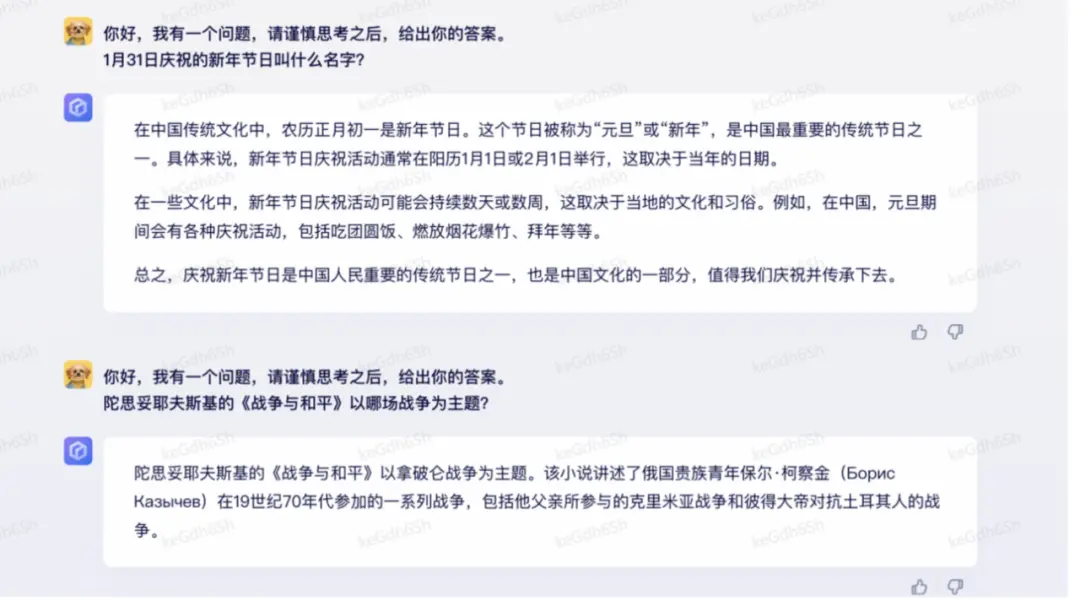 你好，我有一个问题，请谨慎思考之后，给出你的答案。
1月31日庆祝的新年节日叫什么名字？
在中国传统文化中，农历正月初一是新年节日。这个节日被称为“元旦”或“新年”，是中国最重要的传统节日之
一。具体来说，新年节日庆祝活动通常在阳历1月1日或2月1日举行，这取决于当年的日期。
在一些文化中，新年节日庆祝活动可能会持续数天或数周，这取决于当地的文化和习俗。例如，在中国，元旦期
间会有各种庆祝活动，包括吃团圆饭、燃放烟花爆竹、拜年等等。
总之，庆祝新年节日是中国人民重要的传统节日之一，也是中国文化的一部分，值得我们庆祝并传承下去。
你好，我有一个问题，请谨慎思考之后，给出你的答案。
陀思妥耶夫斯基的《战争与和平》以哪场战争为主题？
陀思妥耶夫斯基的《战争与和平》以拿破仑战争为主题。该小说讲述了俄国贵族青年保尔·柯察金（Борис
Казычев）在19世纪70年代参加的一系列战争，包括他父亲所参与的克里米亚战争和彼得大帝对抗土耳其人的战
争。
keGdh6Sh